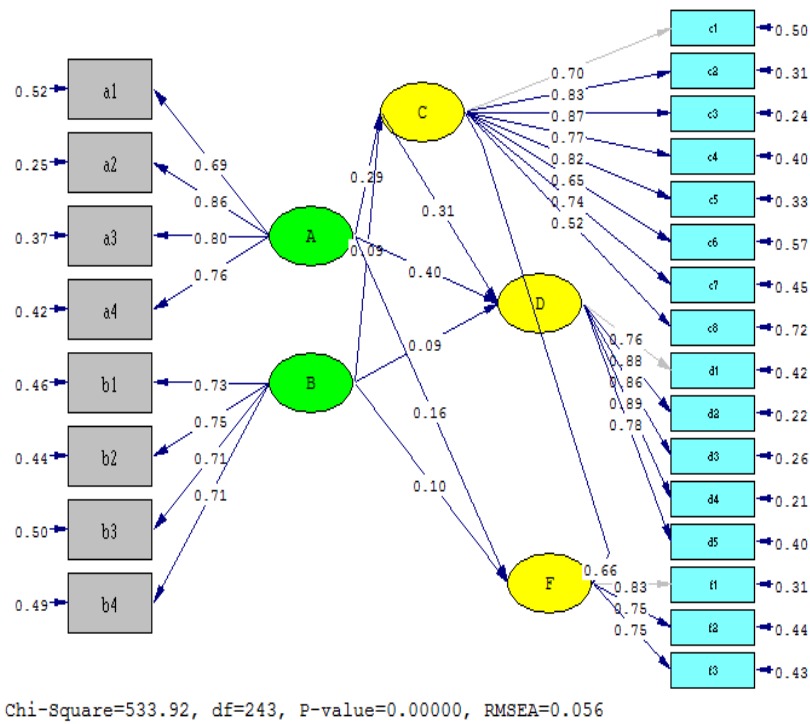 c1
0.50
0.70
c2
0.31
0.83
c3
0.24
0.87
c4
0.40
0.77
c5
0.33
0.82
c6
0.57
0.65
c7
0.45
0.74
c8
0.72
0.52
0.52
a1
0.69
0.25
a2
0.86
0.37
a3
0.80
0.42
a4
0.76
0.46
b1
0.73
0.44
b2
0.75
0.50
b3
0.71
0.49
b4
0.71
A
B
C
D
F
0.29
0.09
0.31
0.40
0.09
0.16
0.10
0.66
d1
0.42
0.76
d2
0.22
0.88
d3
0.26
0.86
d4
0.21
0.89
d5
0.40
0.78
f1
0.31
0.83
f2
0.44
0.75
f3
0.43
0.75
Chi-Square=533.92, df=243, P-value=0.00000, RMSEA=0.056